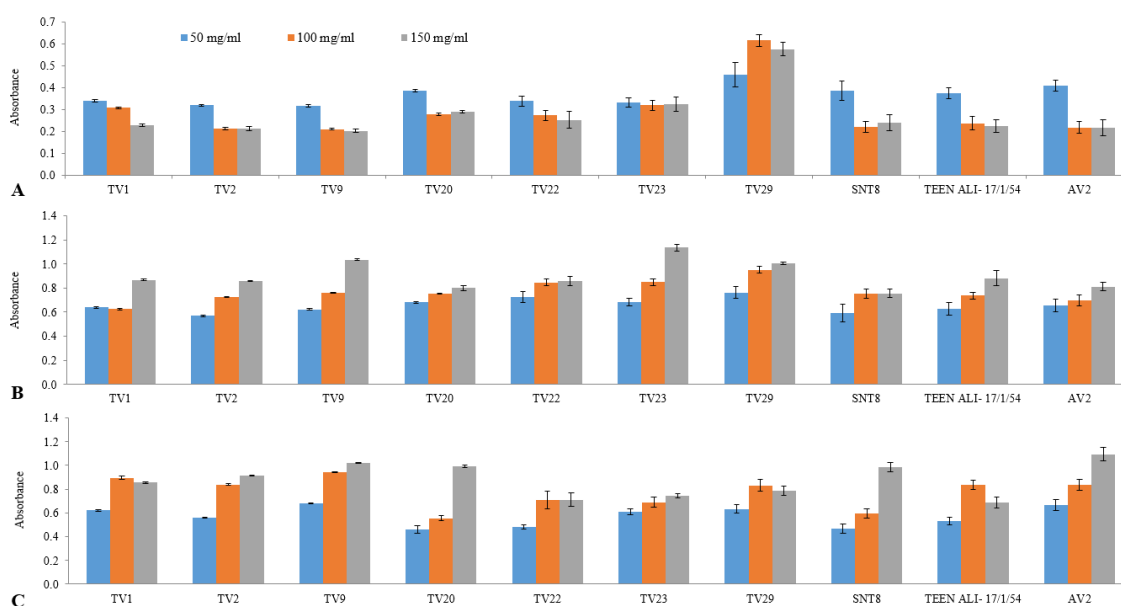 0.7
0.6
0.5
0.4
0.3
0.2
0.1
0.0
Absorbance
50 mg/ml 100 mg/ml 150 mg/ml
TV1 TV2 TV9 TV20 TV22 TV23 TV29 SNT8 TEEN ALI- 17/1/54 AV2
A
1.4
1.2
1.0
0.8
0.6
0.4
0.2
0.0
Absorbance
TV1 TV2 TV9 TV20 TV22 TV23 TV29 SNT8 TEEN ALI- 17/1/54 AV2
B
1.4
1.2
1.0
0.8
0.6
0.4
0.2
0.0
Absorbance
TV1 TV2 TV9 TV20 TV22 TV23 TV29 SNT8 TEEN ALI- 17/1/54 AV2
C